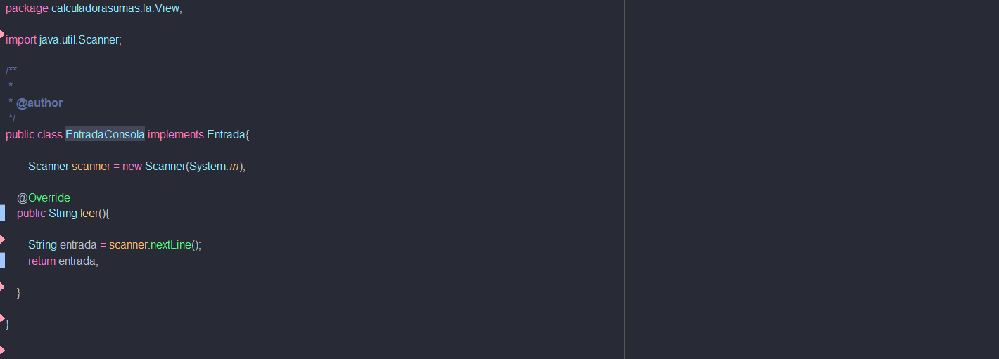 package calculadorasumas.fa.View;
import java.util.Scanner;
/**
*
* @author
*/
public class EntradaConsola implements Entrada{
Scanner scanner = new Scanner(System.in);
@Override
public String leer(){
String entrada = scanner.nextLine();
return entrada;
}
}